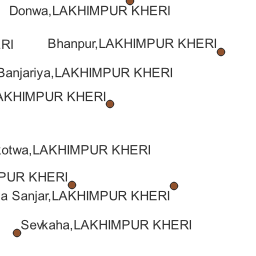 Donwa,LAKHIMPUR KHERI
RI
Bhanpur,LAKHIMPUR KHERI
Banjariya,LAKHIMPUR KHERI
AKHIMPUR KHERI
otwa,LAKHIMPUR KHERI
PUR KHERI
a Sanjar,LAKHIMPUR KHERI
Sevkaha,LAKHIMPUR KHERI